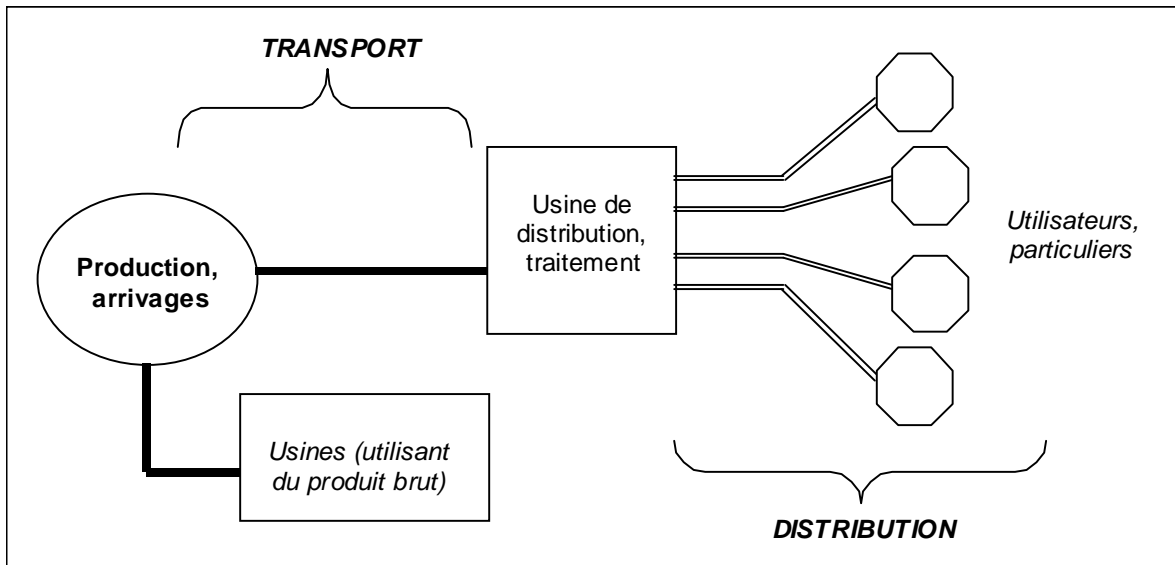 TRANSPORT
Production,
arrivages
Usine de
distribution,
traitement
Utilisateurs,
particuliers
Usines (utilisant
du produit brut)
DISTRIBUTION